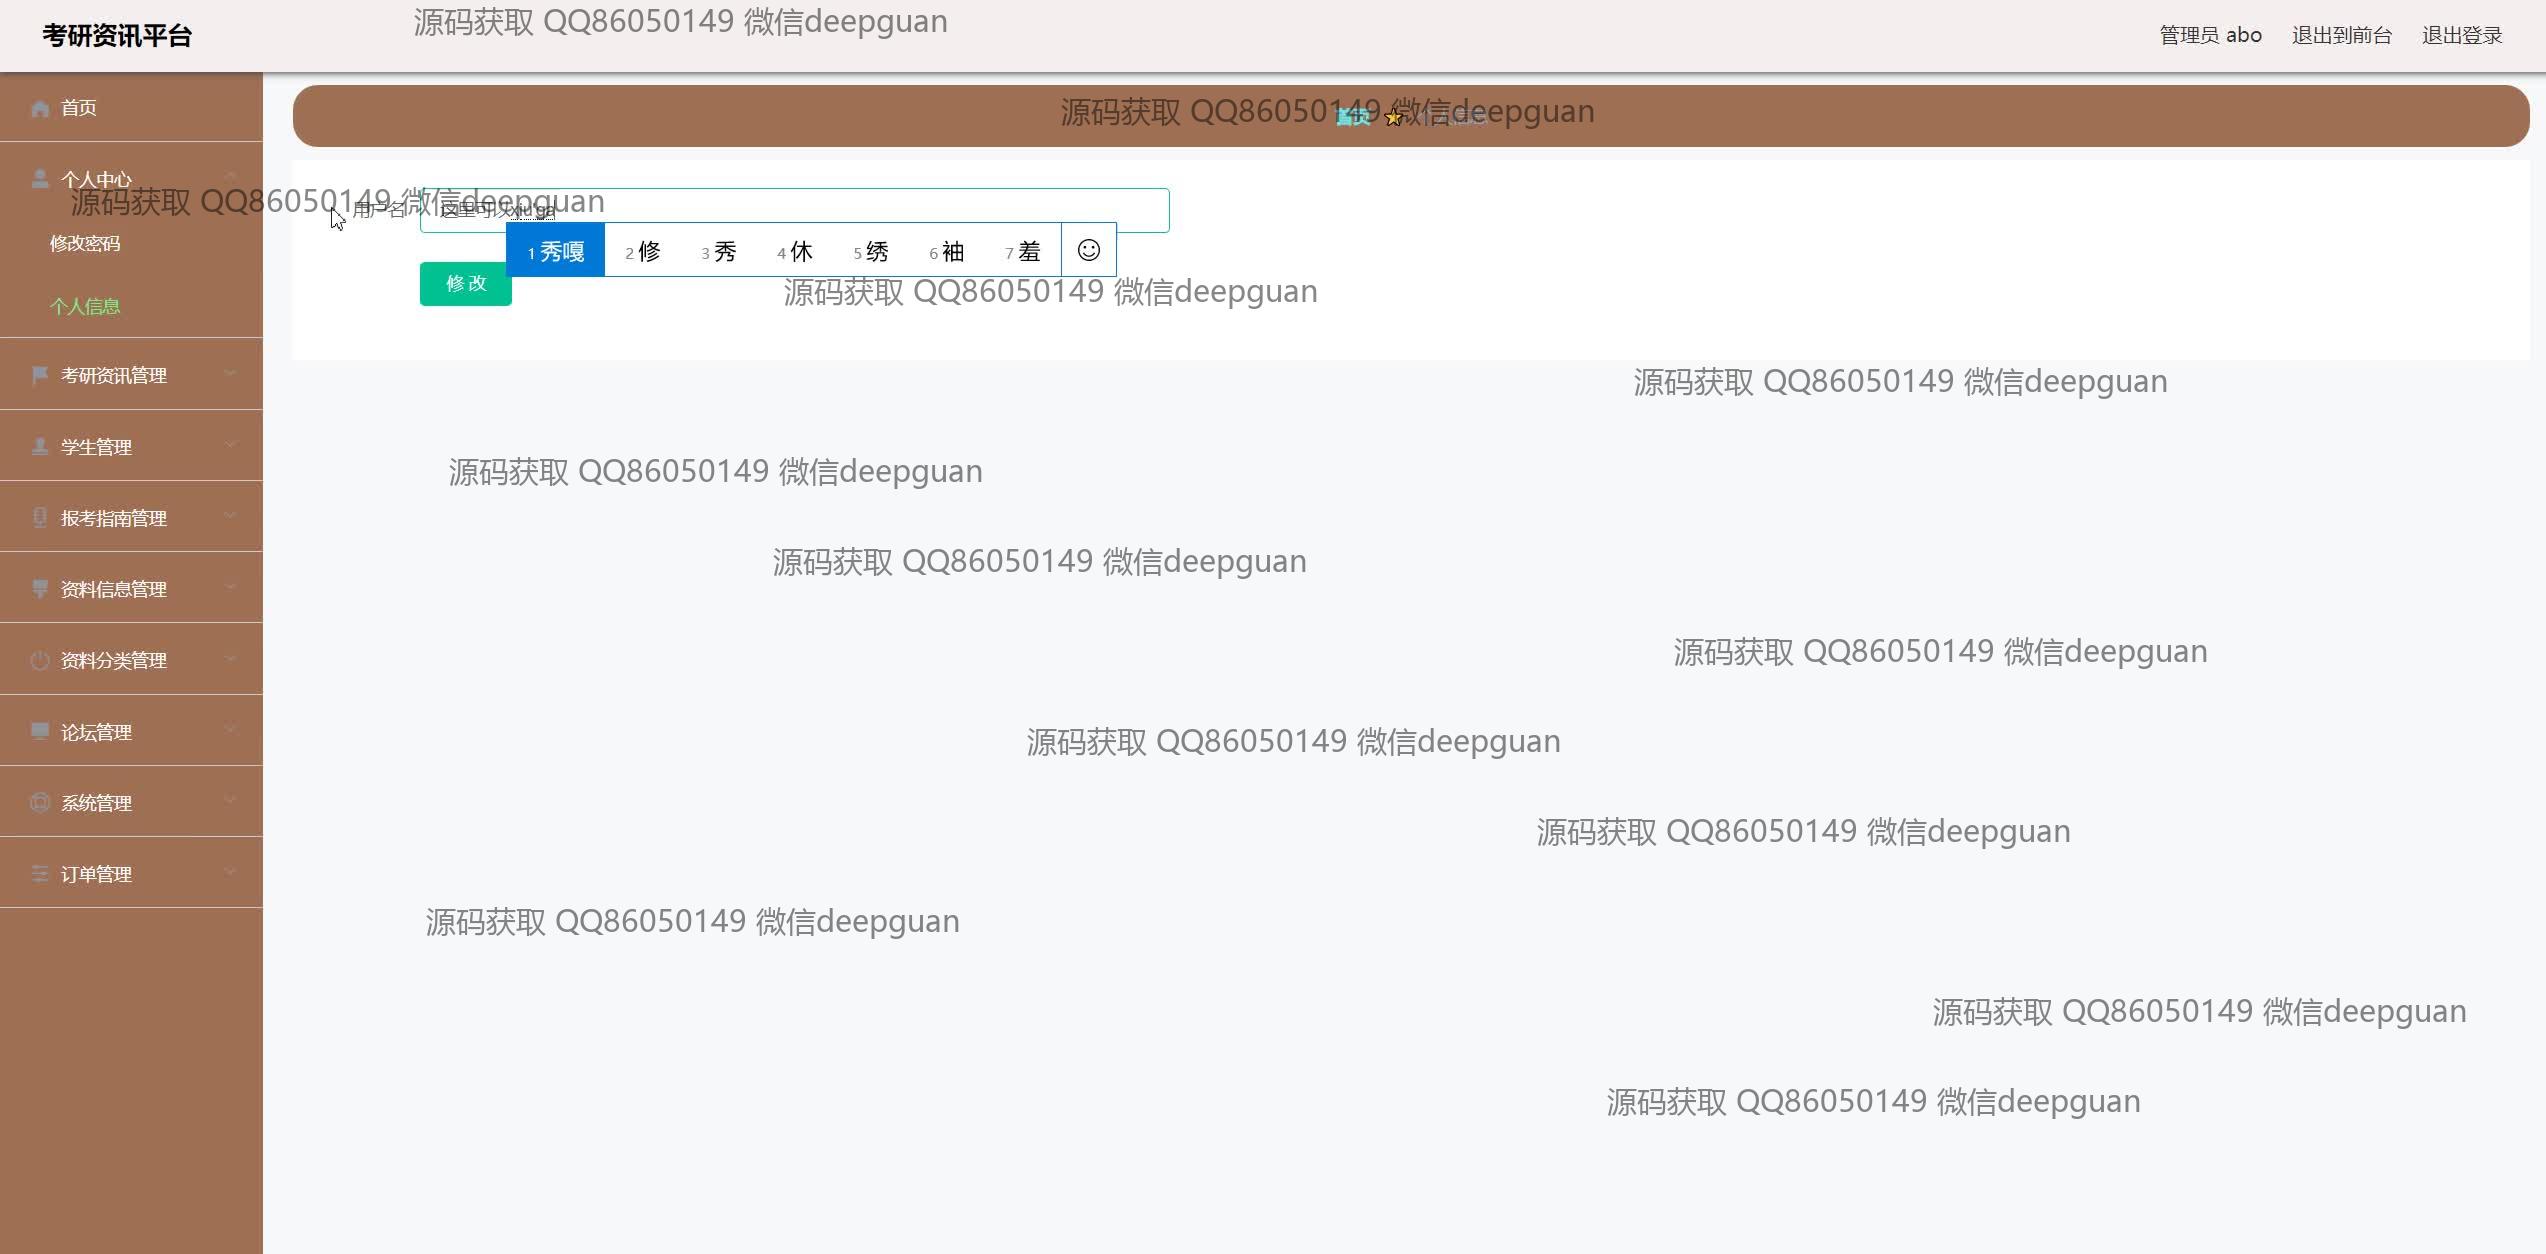 考研资讯平台
源码获取 QQ86050149 微信deepguan
管理员 abo
退出到前台
退出登录
首页
源码获取 QQ86050149 微信deepguan
首页 个人信息
个人中心
源码获取 QQ86050149 微信deepguan
用户名 这里可以xiu'ga
修改密码
1 秀嘎 2 修 3 秀 4 休 5 绣 6 袖 7 羞
修改
源码获取 QQ86050149 微信deepguan
个人信息
考研资讯管理
源码获取 QQ86050149 微信deepguan
学生管理
源码获取 QQ86050149 微信deepguan
报考指南管理
源码获取 QQ86050149 微信deepguan
资料信息管理
源码获取 QQ86050149 微信deepguan
资料分类管理
论坛管理
源码获取 QQ86050149 微信deepguan
系统管理
源码获取 QQ86050149 微信deepguan
订单管理
源码获取 QQ86050149 微信deepguan
源码获取 QQ86050149 微信deepguan
源码获取 QQ86050149 微信deepguan